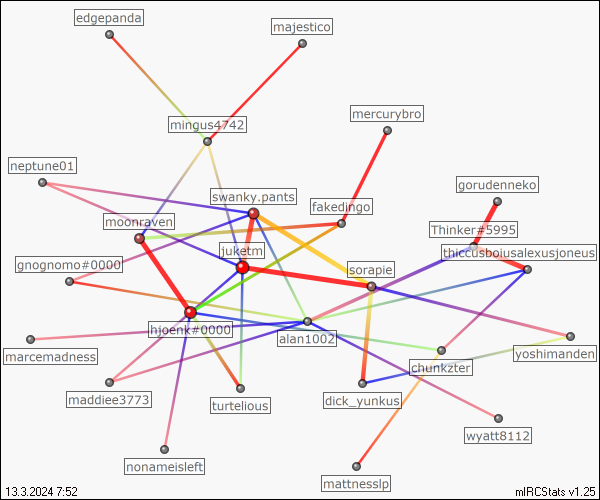 edgepanda
majestico
mercurybro
mingus4742
neptune01
gorudenneko
swanky.pants
fakedingo
moonraven
Thinker#5995
juketm
thiccusboiusalexusjoneus
gnognomo#0000
sorapie
hjoenk#0000
alan1002
marcemadness
yoshimanden
chunkzter
maddiee3773
turtelious
dick_yunkus
wyatt8112
nonameisleft
mattnesslp
13.3.2024 7:52
mIRCStats v1.25